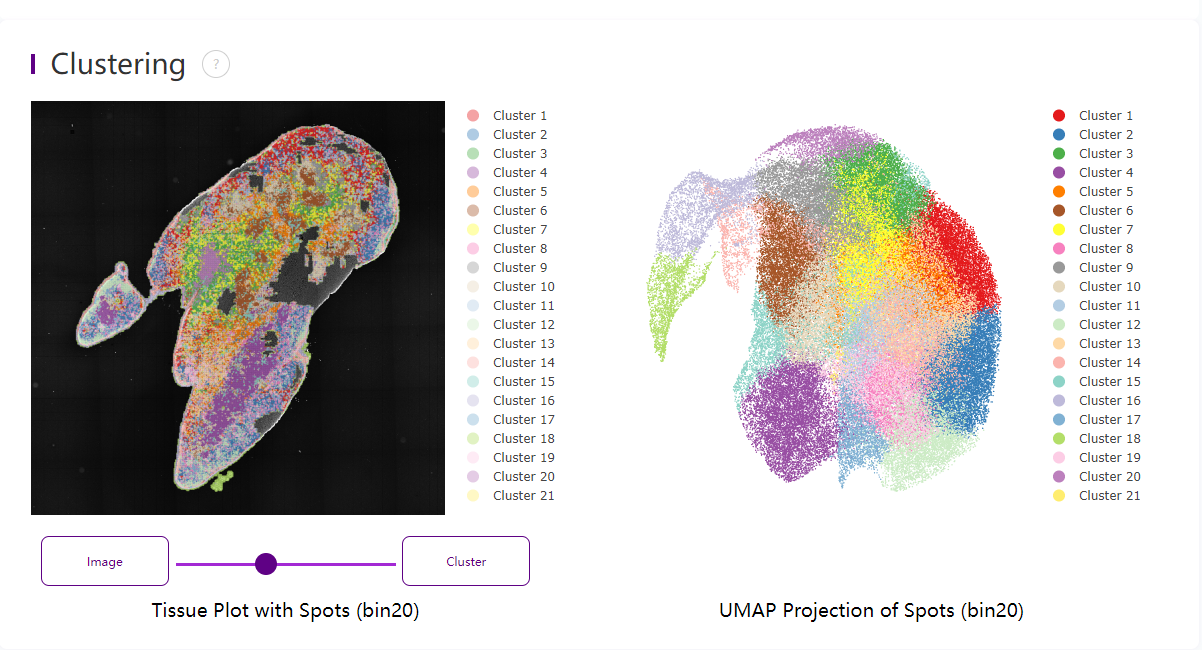 Clustering ?
Cluster 1
Cluster 2
Cluster 3
Cluster 4
Cluster 5
Cluster 6
Cluster 7
Cluster 8
Cluster 9
Cluster 10
Cluster 11
Cluster 12
Cluster 13
Cluster 14
Cluster 15
Cluster 16
Cluster 17
Cluster 18
Cluster 19
Cluster 20
Cluster 21
Image
Cluster
Tissue Plot with Spots (bin20)
Cluster 1
Cluster 2
Cluster 3
Cluster 4
Cluster 5
Cluster 6
Cluster 7
Cluster 8
Cluster 9
Cluster 10
Cluster 11
Cluster 12
Cluster 13
Cluster 14
Cluster 15
Cluster 16
Cluster 17
Cluster 18
Cluster 19
Cluster 20
Cluster 21
UMAP Projection of Spots (bin20)